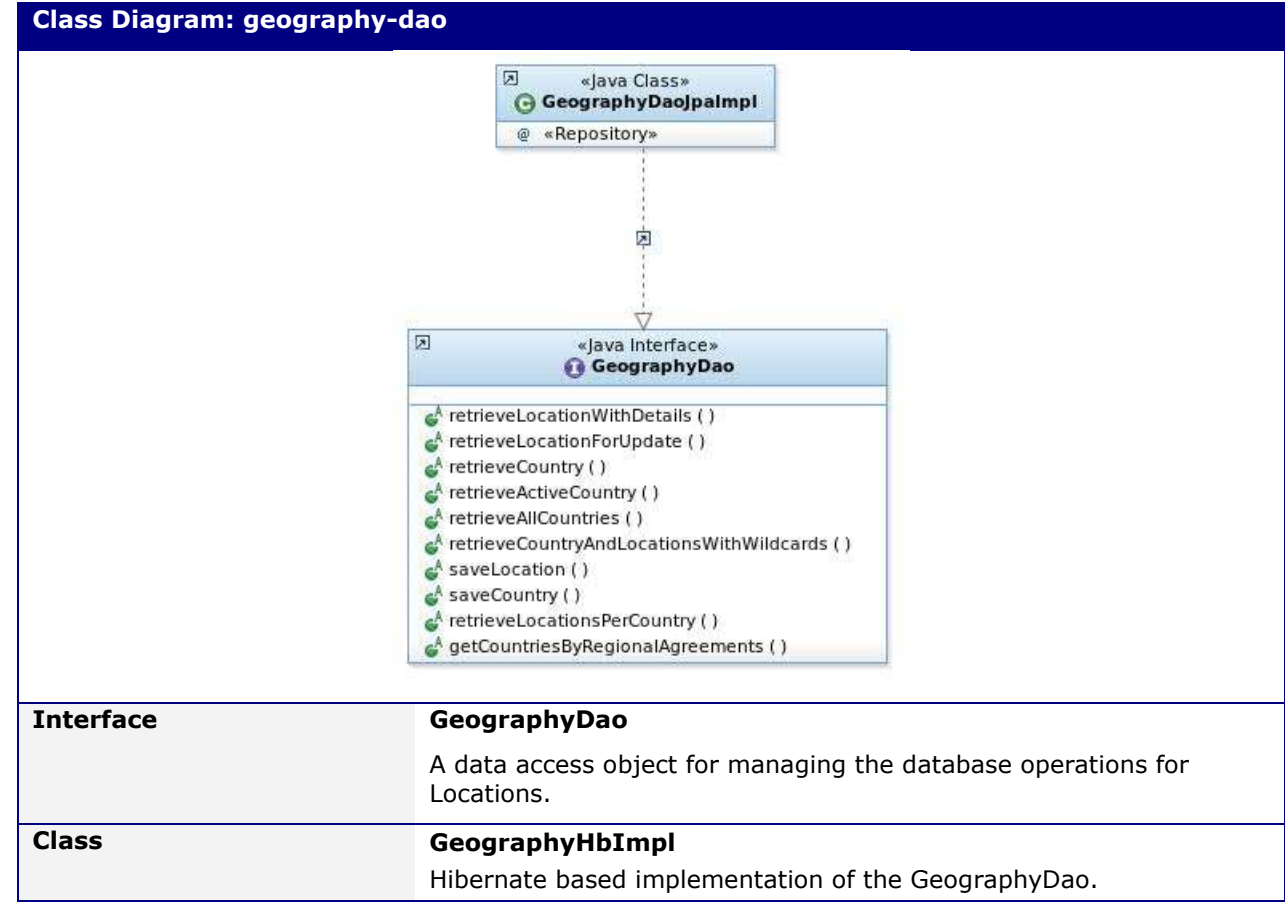 Class Diagram: geography-dao
«Java Class»
GeographyDaoJpaImpl
@ «Repository»
«Java Interface»
I GeographyDao
A retrieveLocationWithDetails ( )
A retrieveLocationForUpdate ( )
A retrieveCountry ( )
A retrieveActiveCountry ( )
A retrieveAllCountries ( )
A retrieveCountryAndLocationsWithWildcards ( )
A saveLocation ( )
A saveCountry ( )
A retrieveLocationsPerCountry ( )
A getCountriesByRegionalAgreements ( )
Interface GeographyDao
A data access object for managing the database operations for
Locations.
Class GeographyHbImpl
Hibernate based implementation of the GeographyDao.